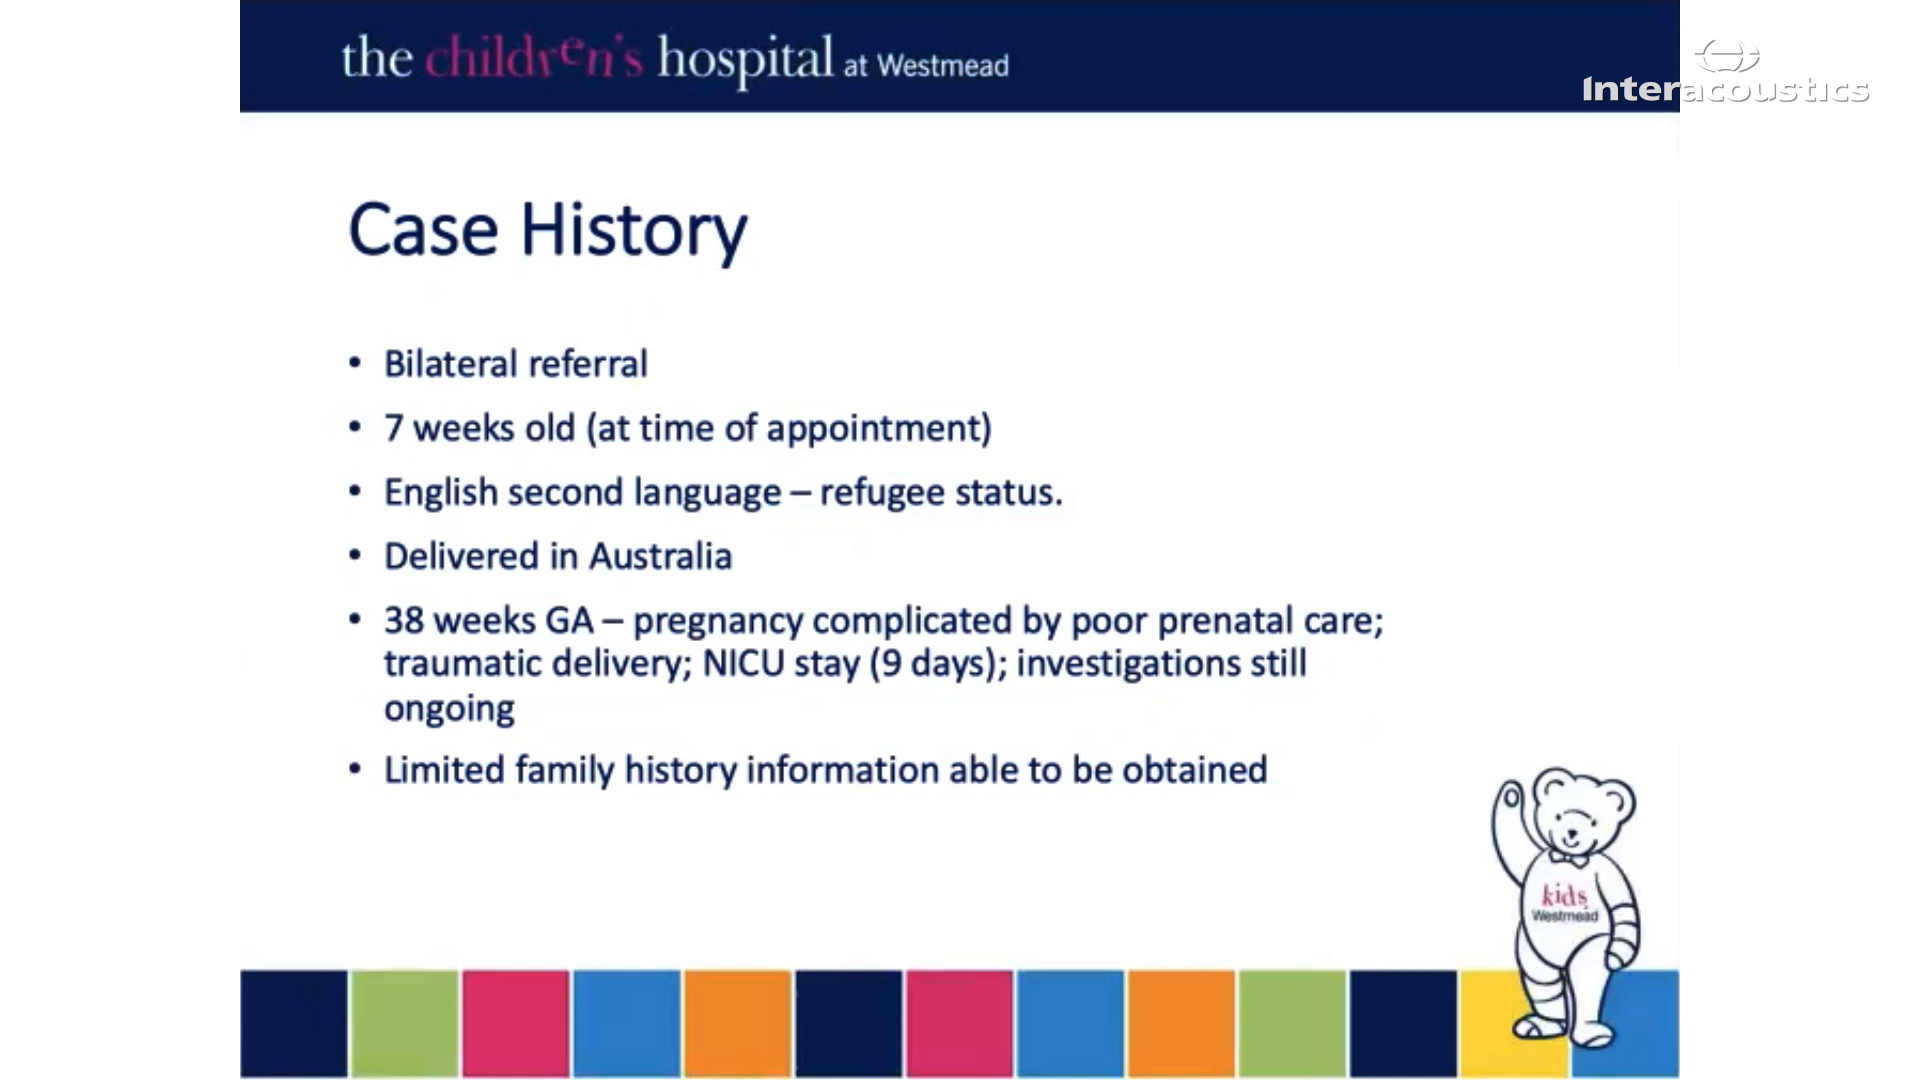 the children's hospital at Westmead
Interacoustics
Case History
• Bilateral referral
• 7 weeks old (at time of appointment)
• English second language – refugee status.
• Delivered in Australia
• 38 weeks GA – pregnancy complicated by poor prenatal care;
traumatic delivery; NICU stay (9 days); investigations still
ongoing
• Limited family history information able to be obtained
kids
Westmead